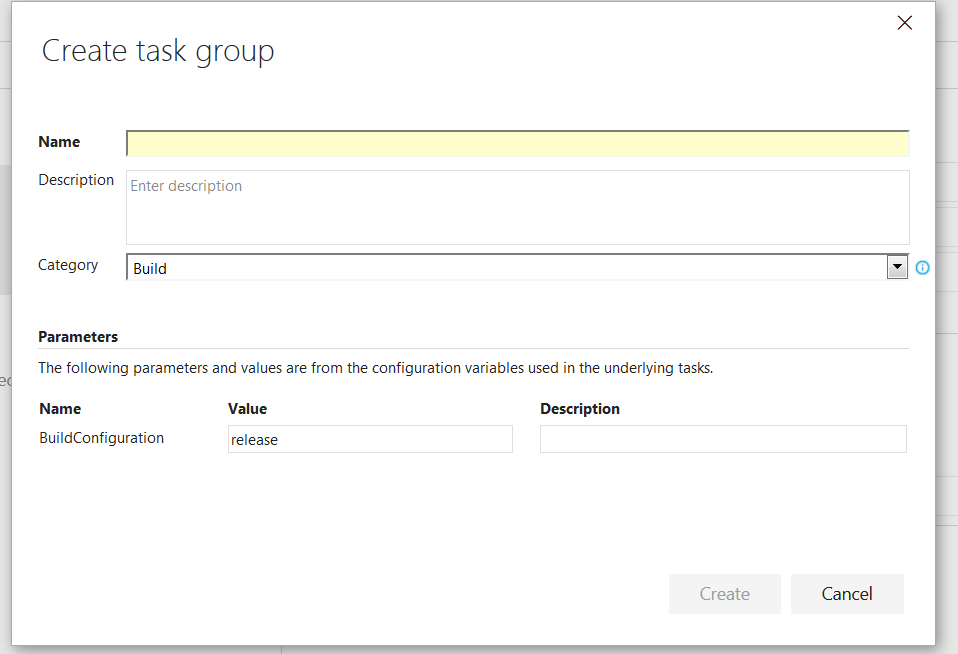 Create task group
Name
Description
Enter description
Category
Build
Parameters
The following parameters and values are from the configuration variables used in the underlying tasks.
Name Value Description
BuildConfiguration release
Create Cancel